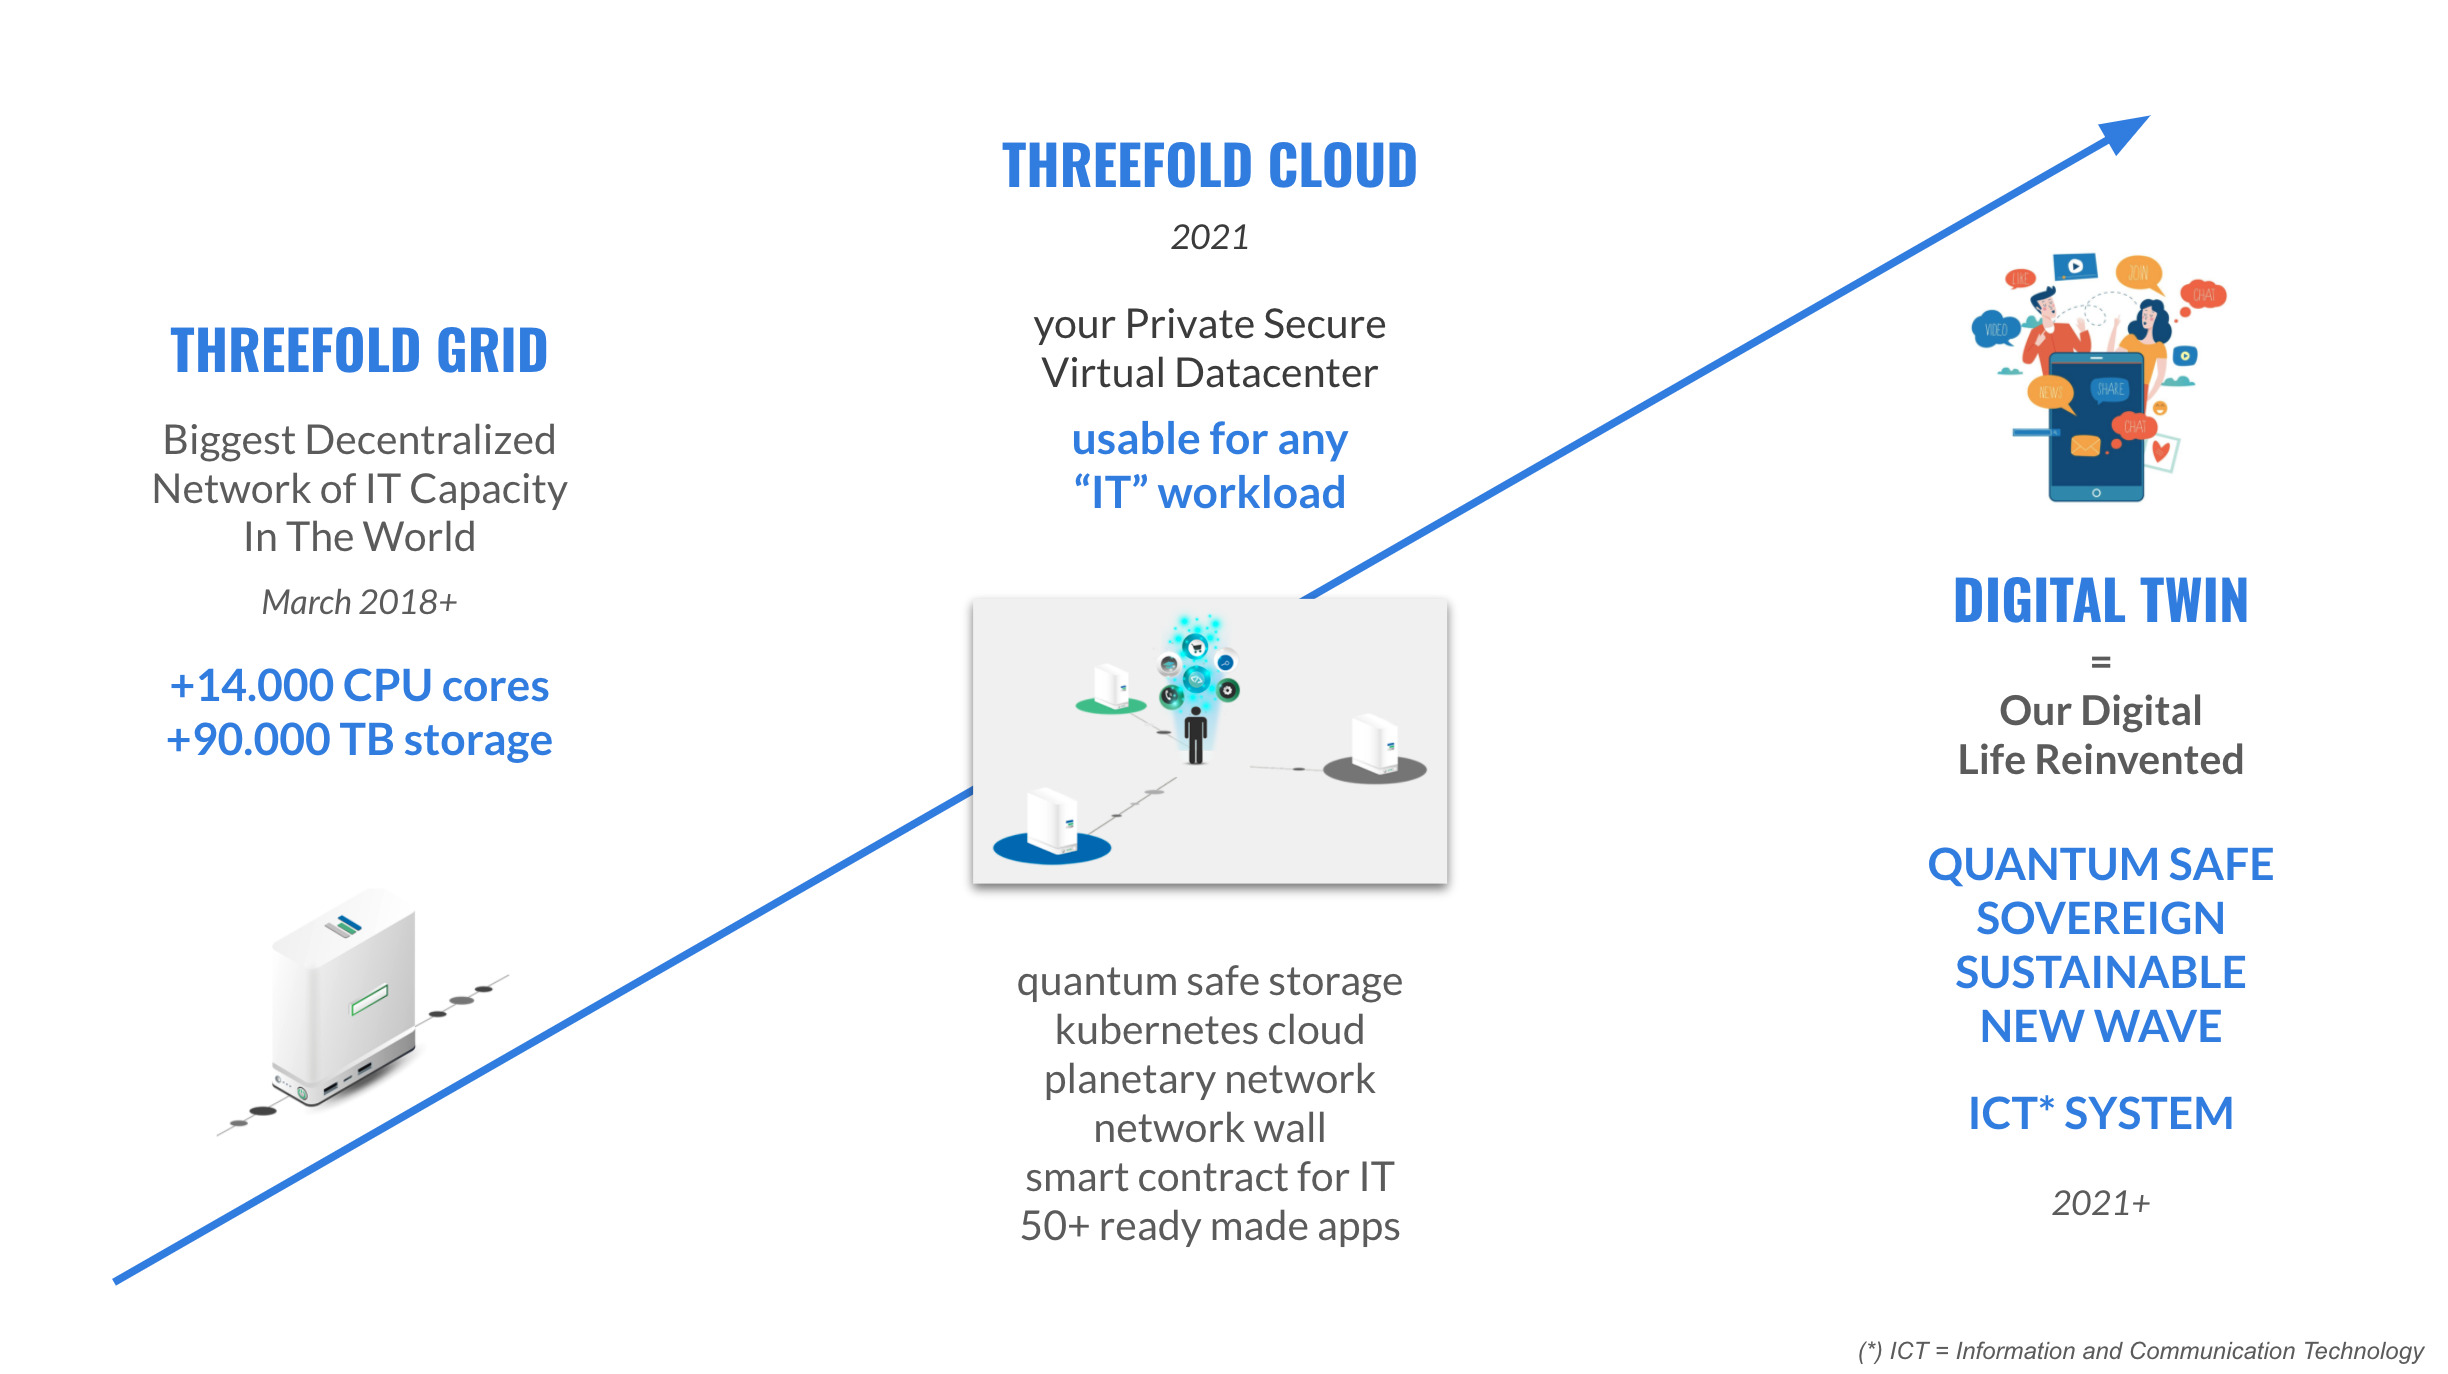 THREEFOLD GRID
Biggest Decentralized
Network of IT Capacity
In The World
March 2018+
+14.000 CPU cores
+90.000 TB storage
THREEFOLD CLOUD
2021
your Private Secure
Virtual Datacenter
usable for any
“IT” workload
quantum safe storage
kubernetes cloud
planetary network
network wall
smart contract for IT
50+ ready made apps
LIKE
JOIN
CHAT
VIDEO
NEWS
SHARE
CHAT
DIGITAL TWIN
=
Our Digital
Life Reinvented
QUANTUM SAFE
SOVEREIGN
SUSTAINABLE
NEW WAVE
ICT* SYSTEM
2021+
(*) ICT = Information and Communication Technology